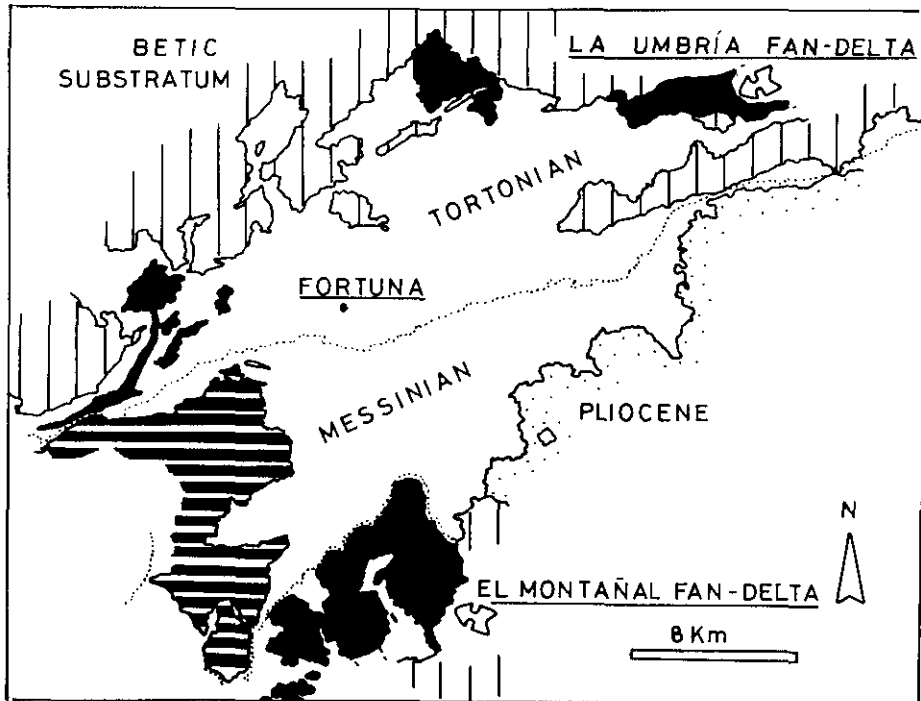 BETIC
SUBSTRATUM
LA UMBRÍA FAN-DELTA
TORTONIAN
FORTUNA
MESSINIAN
PLIOCENE
N
EL MONTAÑAL FAN-DELTA
8 Km